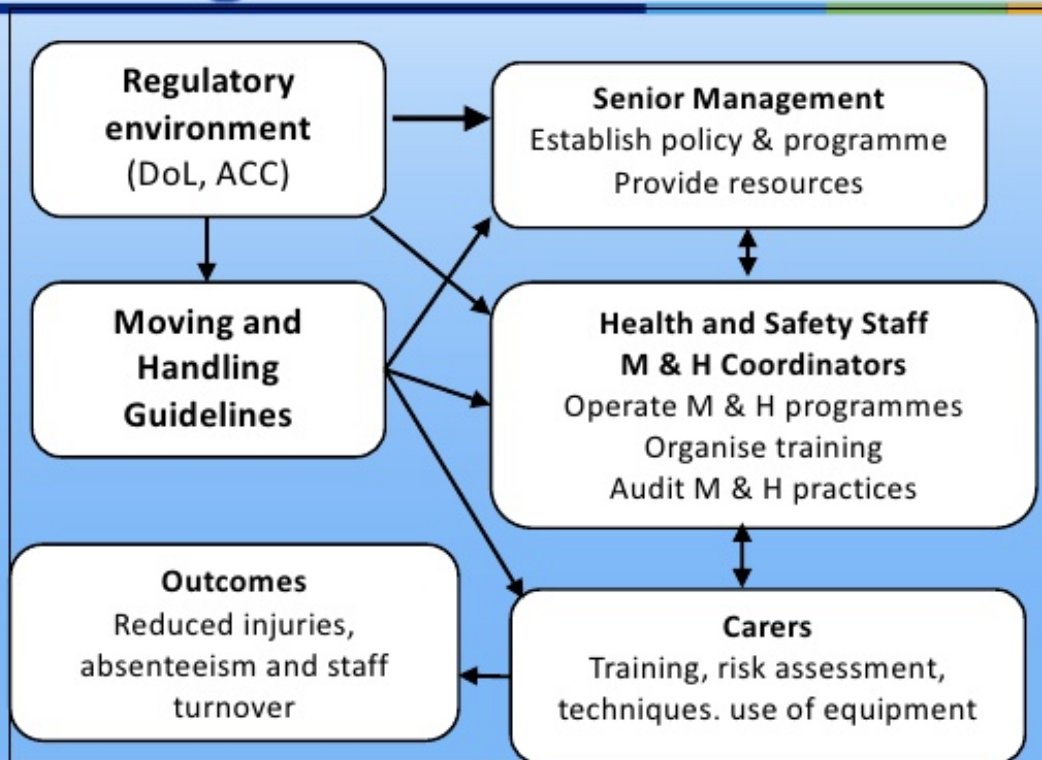 Regulatory
environment
(DoL, ACC)
Senior Management
Establish policy & programme
Provide resources
Moving and
Handling
Guidelines
Health and Safety Staff
M & H Coordinators
Operate M & H programmes
Organise training
Audit M & H practices
Outcomes
Reduced injuries,
absenteeism and staff
turnover
Carers
Training, risk assessment,
techniques. use of equipment